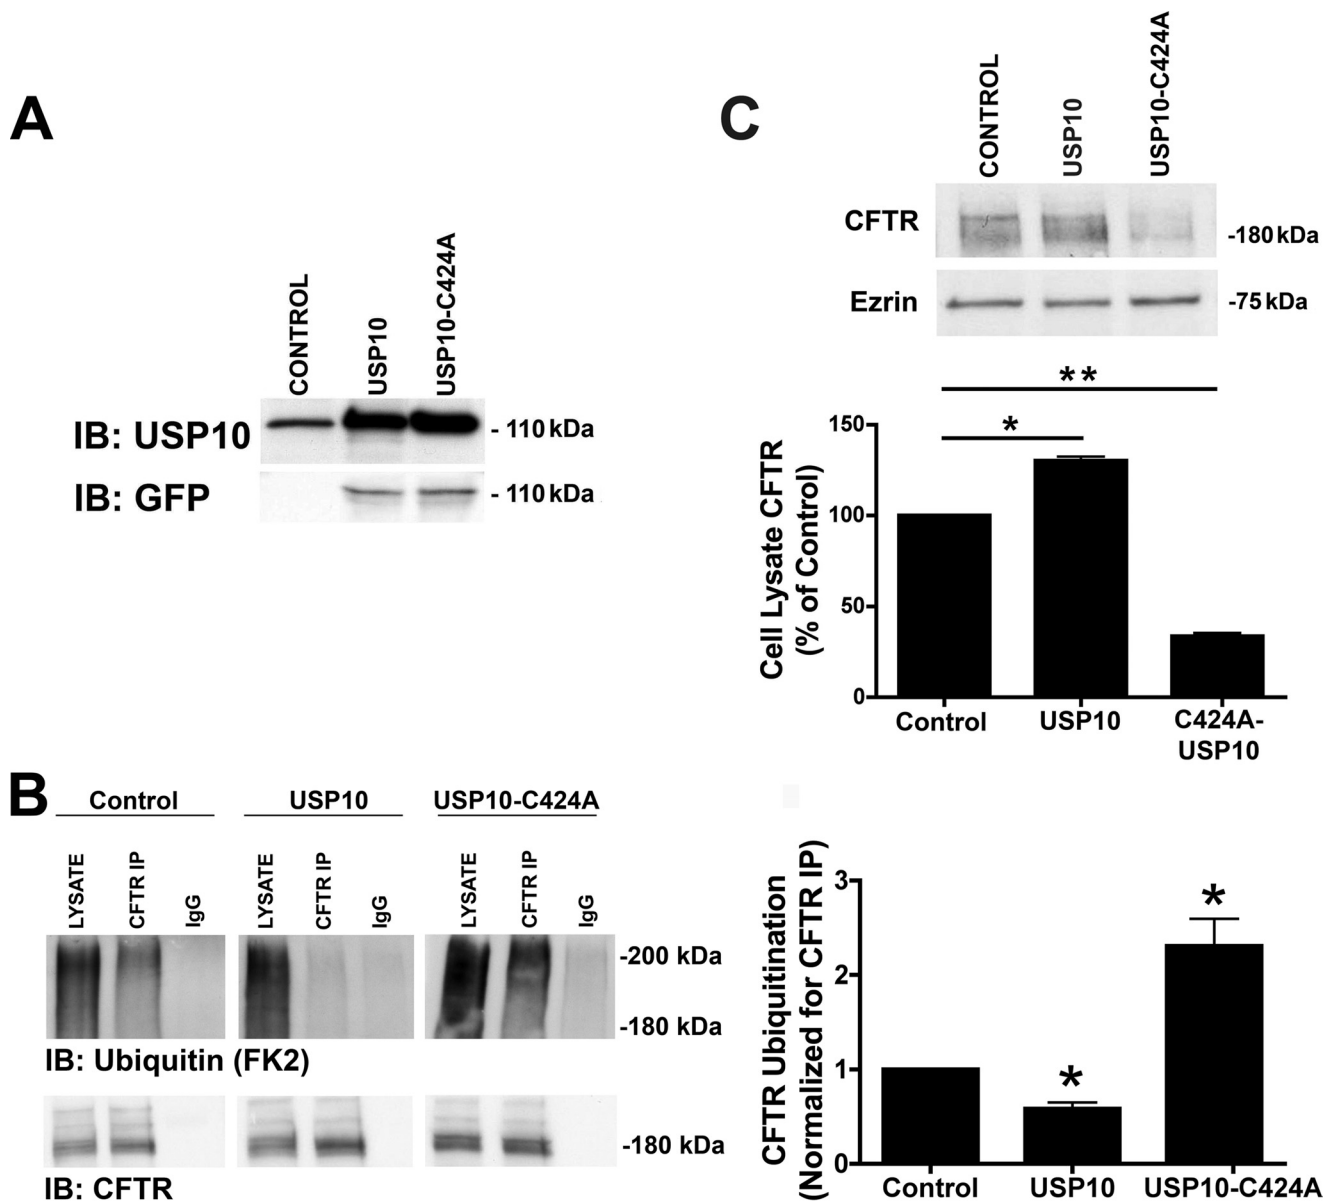 A
CONTROL
USP10
USP10-C424A
IB: USP10
- 110 kDa
IB: GFP
- 110 kDa
C
CONTROL
USP10
USP10-C424A
CFTR
-180 kDa
Ezrin
-75 kDa
**
*
Cell Lysate CFTR
(% of Control)
150
100
50
0
Control
USP10
C424A-
USP10
B
Control
USP10
USP10-C424A
LYSATE
CFTR IP
IgG
LYSATE
CFTR IP
IgG
LYSATE
CFTR IP
IgG
-200 kDa
-180 kDa
IB: Ubiquitin (FK2)
-180 kDa
IB: CFTR
CFTR Ubiquitination
(Normalized for CFTR IP)
3
2
1
0
*
*
Control
USP10
USP10-C424A